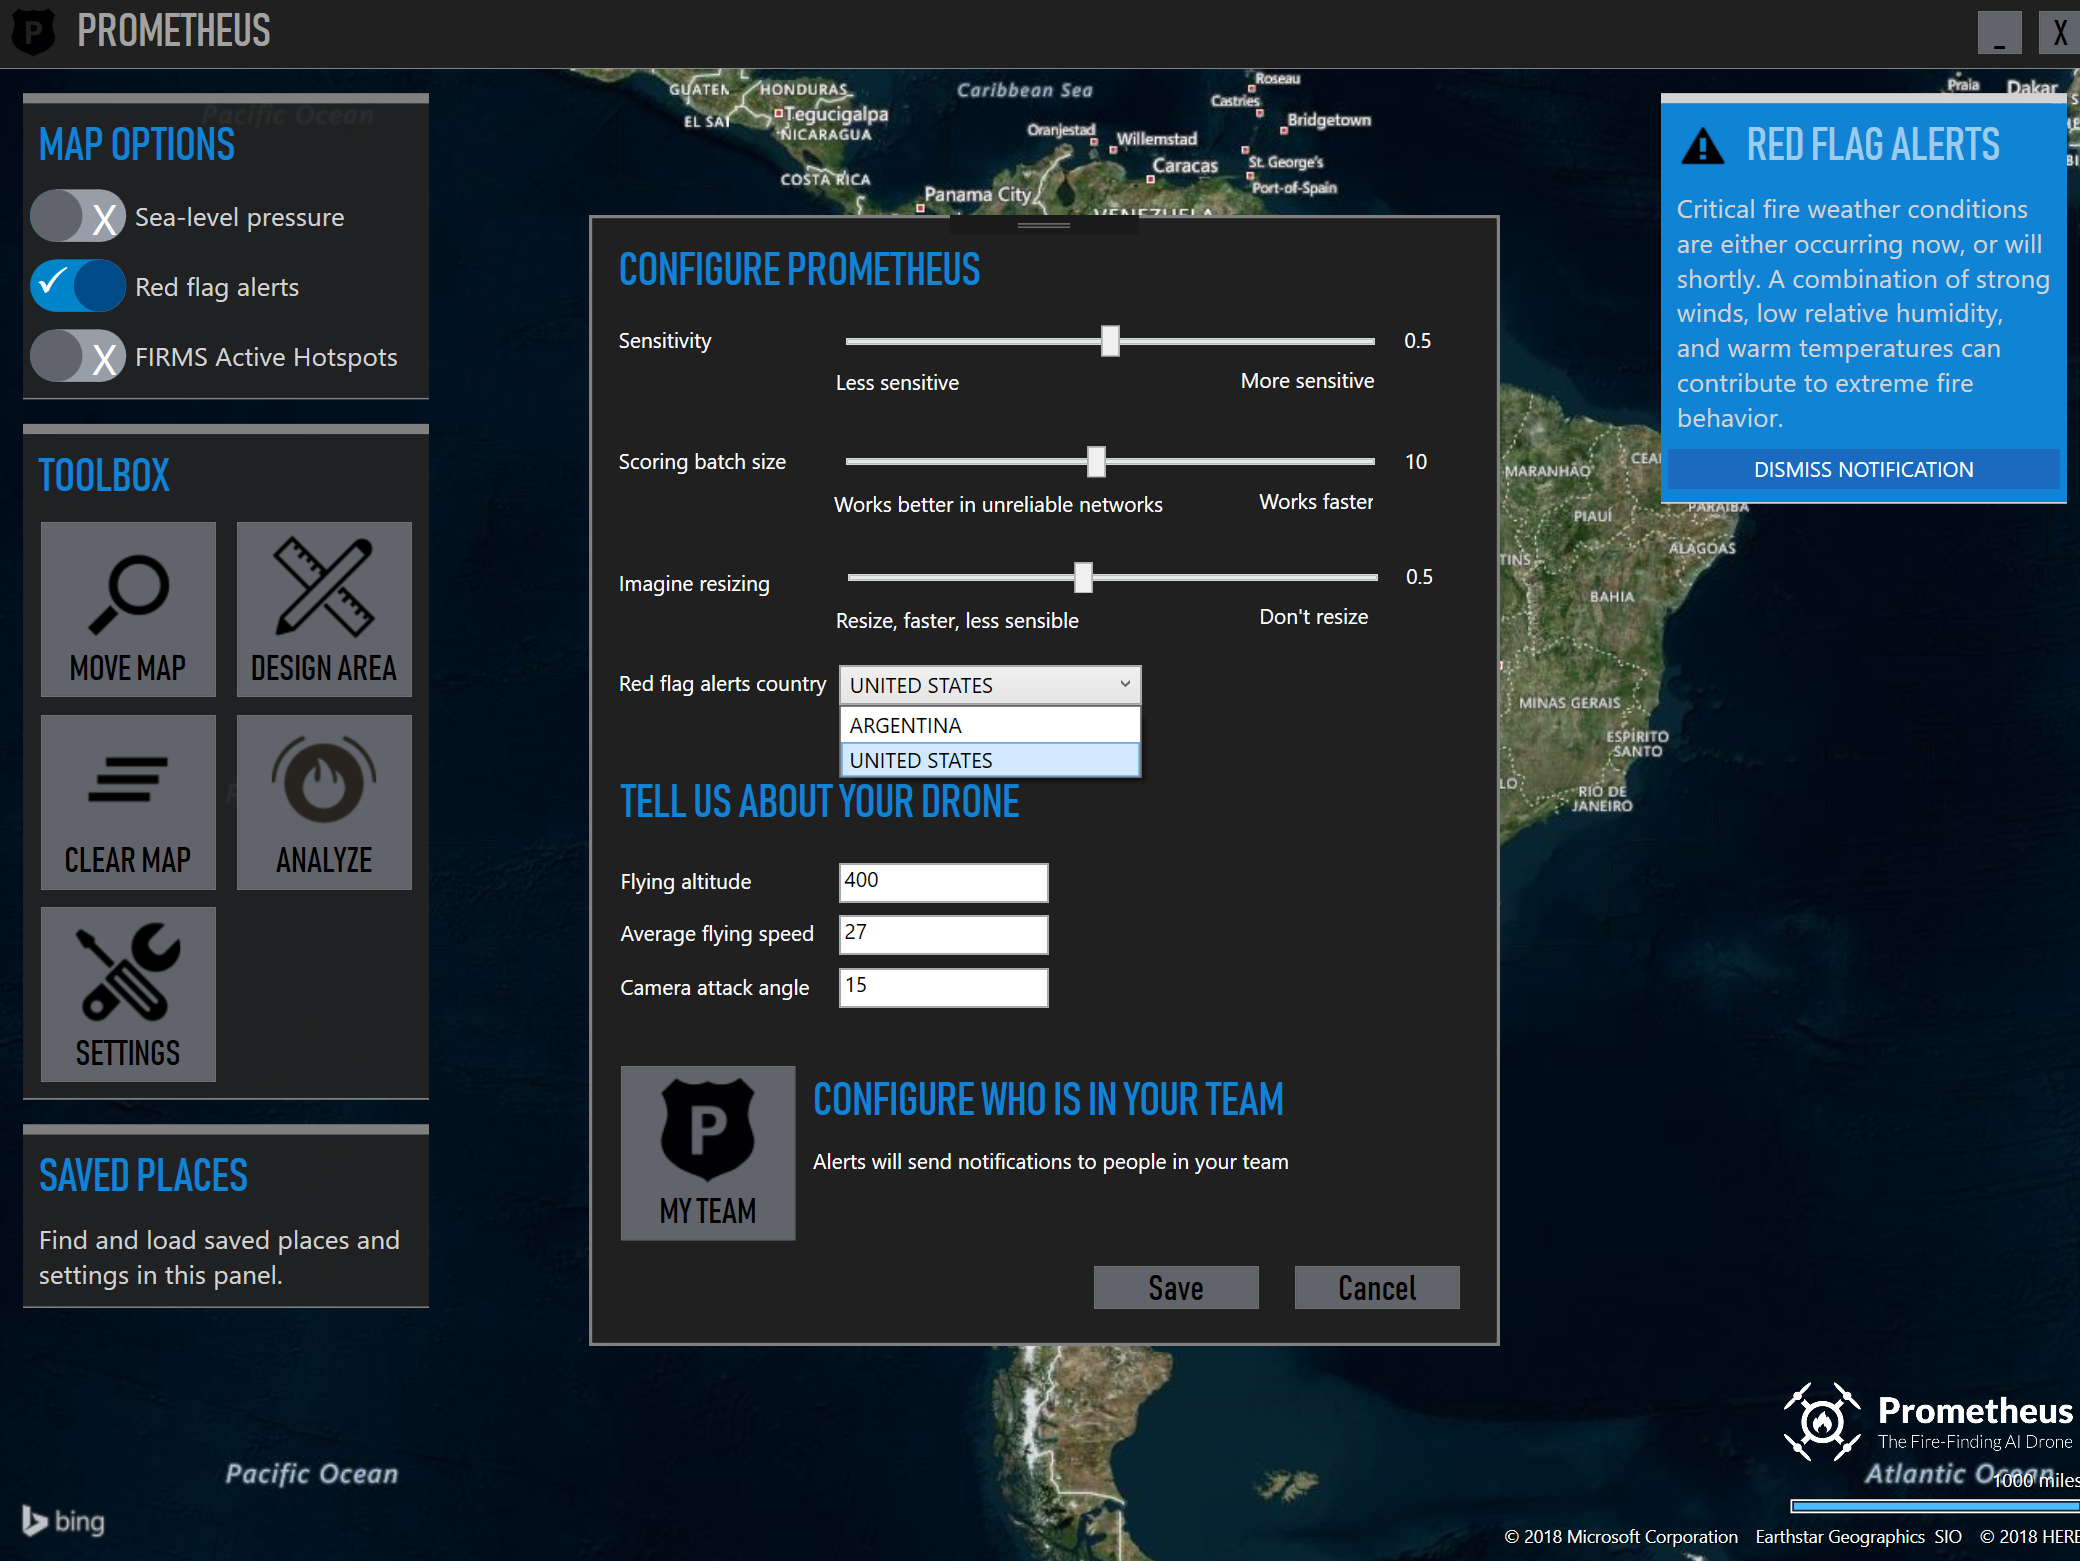 P PROMETHEUS
_ X
Pacific Ocean
MAP OPTIONS
X Sea-level pressure
Red flag alerts
X FIRMS Active Hotspots
TOOLBOX
MOVE MAP
DESIGN AREA
CLEAR MAP
ANALYZE
SETTINGS
SAVED PLACES
Find and load saved places and
settings in this panel.
HONDURAS
Tegucigalpa
EL SAL
NICARAGUA
COSTA RICA
Panama City
Caribbean Sea
Oranjestad
Willemstad
Caracas
VENEZUELA
Roseau
Castries
Bridgetown
St. George's
Port-of-Spain
Praia
Dakar
CONFIGURE PROMETHEUS
Sensitivity
0.5
Less sensitive
More sensitive
Scoring batch size
10
Works better in unreliable networks
Works faster
Imagine resizing
0.5
Resize, faster, less sensible
Don't resize
Red flag alerts country
UNITED STATES
ARGENTINA
UNITED STATES
TELL US ABOUT YOUR DRONE
Flying altitude
400
Average flying speed
27
Camera attack angle
15
P
MY TEAM
CONFIGURE WHO IS IN YOUR TEAM
Alerts will send notifications to people in your team
Save
Cancel
RED FLAG ALERTS
Critical fire weather conditions
are either occurring now, or will
shortly. A combination of strong
winds, low relative humidity,
and warm temperatures can
contribute to extreme fire
behavior.
DISMISS NOTIFICATION
MARANHÃO
CEA
PARAÍBA
PIAUÍ
ALAGOAS
TINS
BAHIA
MINAS GERAIS
ESPÍRITO
SANTO
LO
RIO DE
JANEIRO
Prometheus
The Fire-Finding AI Drone
Pacific Ocean
Atlantic Ocean
1000 miles
bing
© 2018 Microsoft Corporation Earthstar Geographics SIO © 2018 HERE